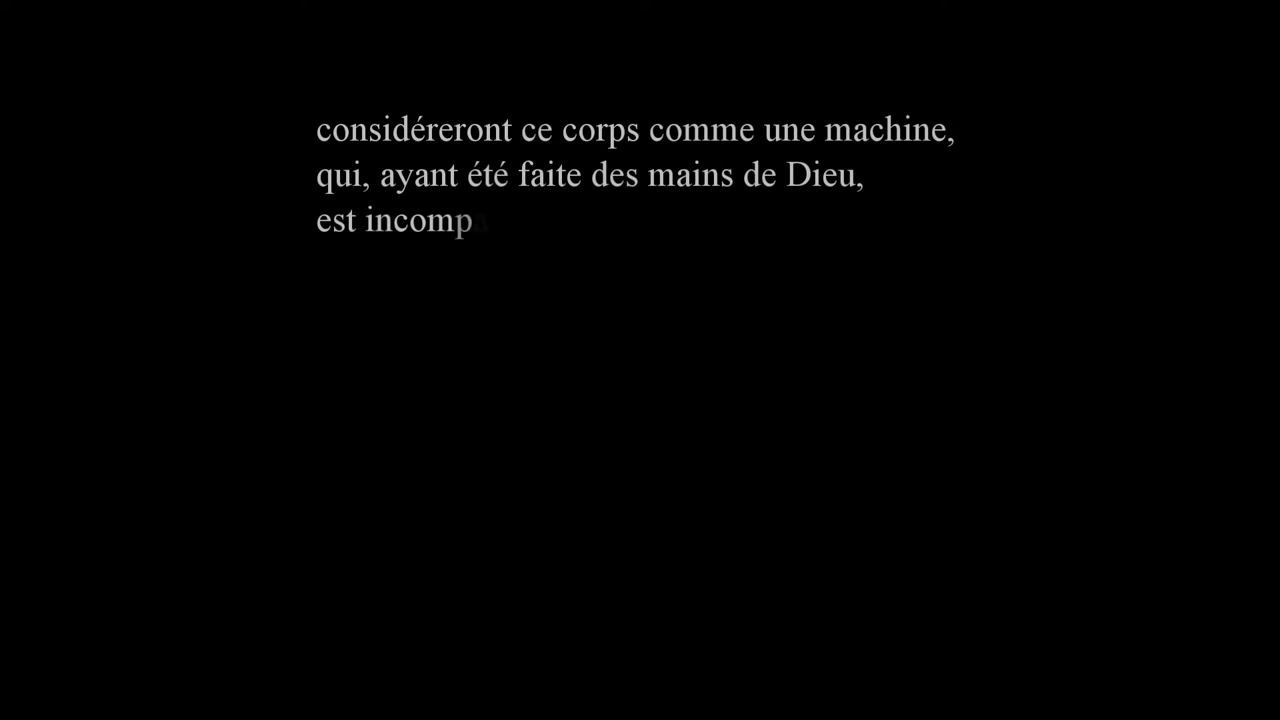 considéreront ce corps comme une machine,
qui, ayant été faite des mains de Dieu,
est incomp